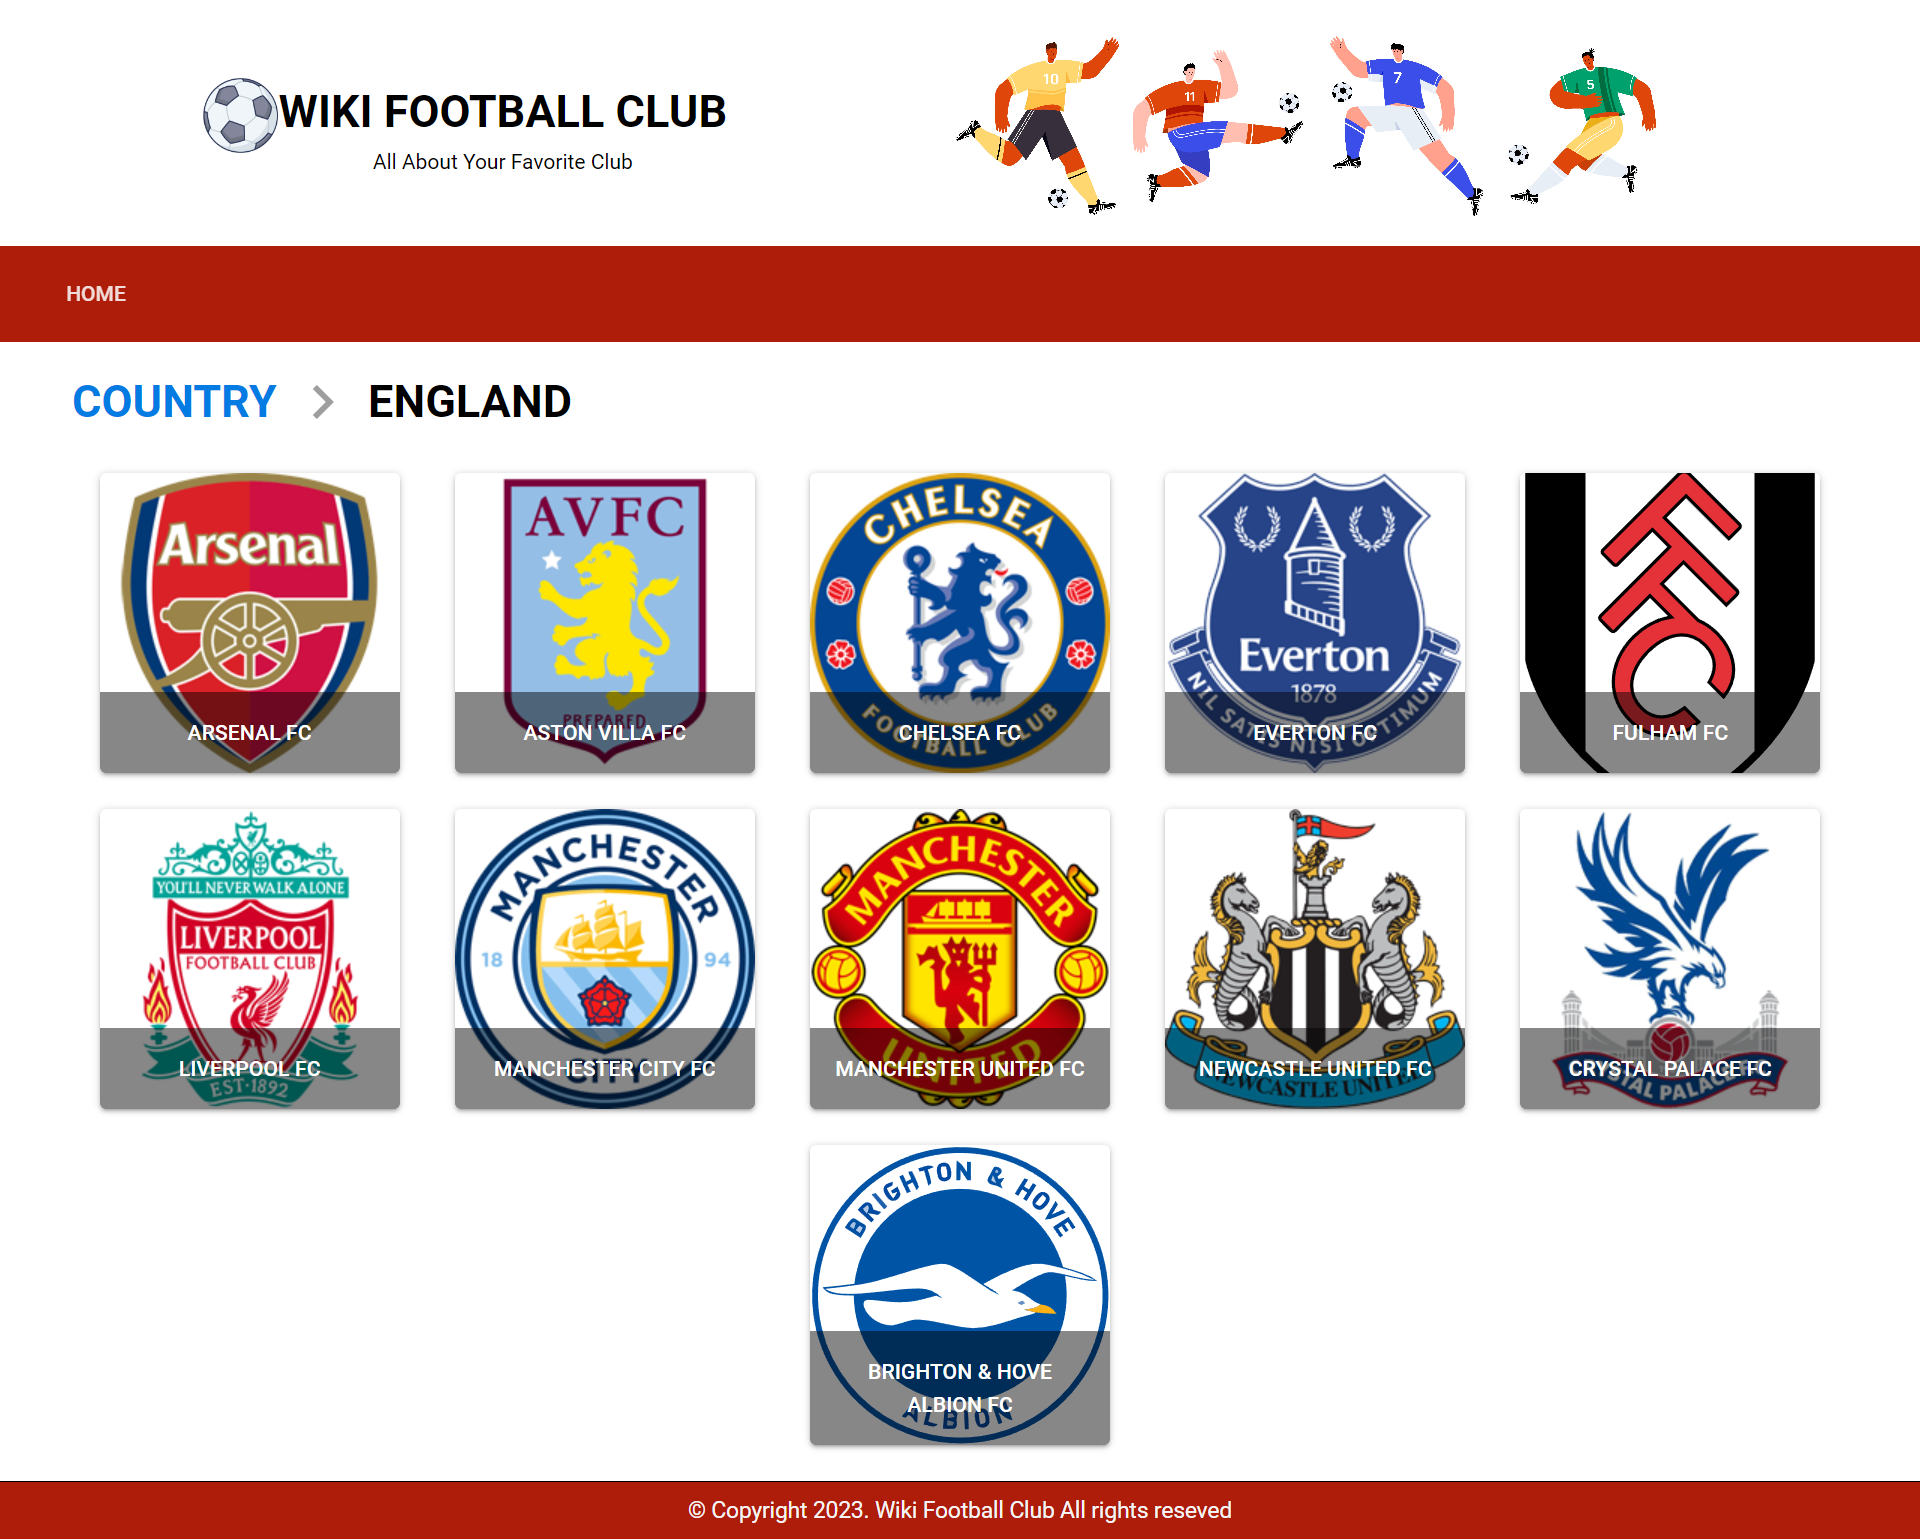 WIKI FOOTBALL CLUB
All About Your Favorite Club
10
11
7
5
HOME
COUNTRY
ENGLAND
Arsenal
ARSENAL FC
AVFC
PREPARED
ASTON VILLA FC
CHELSEA
FOOTBALL CLUB
CHELSEA FC
Everton
1878
NIL SATIS NISI OPTIMUM
EVERTON FC
FFC
FULHAM FC
YOU'LL NEVER WALK ALONE
LIVERPOOL
FOOTBALL CLUB
EST·1892
LIVERPOOL FC
MANCHESTER
18 94
CITY
MANCHESTER CITY FC
MANCHESTER
UNITED
MANCHESTER UNITED FC
NEWCASTLE UNITED
NEWCASTLE UNITED FC
CRYSTAL PALACE F.C.
CRYSTAL PALACE FC
BRIGHTON & HOVE
ALBION
BRIGHTON & HOVE
ALBION FC
© Copyright 2023. Wiki Football Club All rights reseved